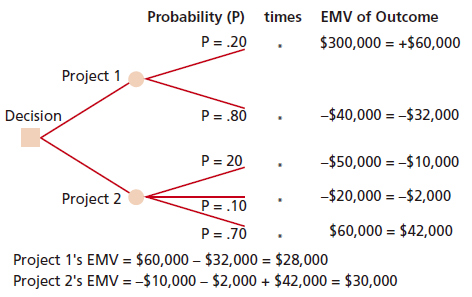 Probability (P) times EMV of Outcome
P = .20 . $300,000 = +$60,000
Project 1
Decision
P = .80 . –$40,000 = –$32,000
P = 20 . –$50,000 = –$10,000
Project 2
P = .10 . –$20,000 = –$2,000
P = .70 . $60,000 = $42,000
Project 1's EMV = $60,000 – $32,000 = $28,000
Project 2's EMV = –$10,000 – $2,000 + $42,000 = $30,000